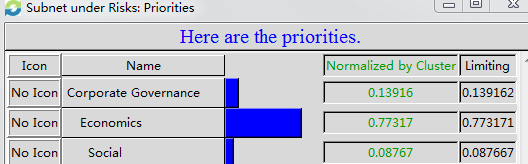 Subnet under Risks: Priorities
Here are the priorities.
Icon Name Normalized by Cluster Limiting
No Icon Corporate Governance 0.13916 0.139162
No Icon Economics 0.77317 0.773171
No Icon Social 0.08767 0.087667